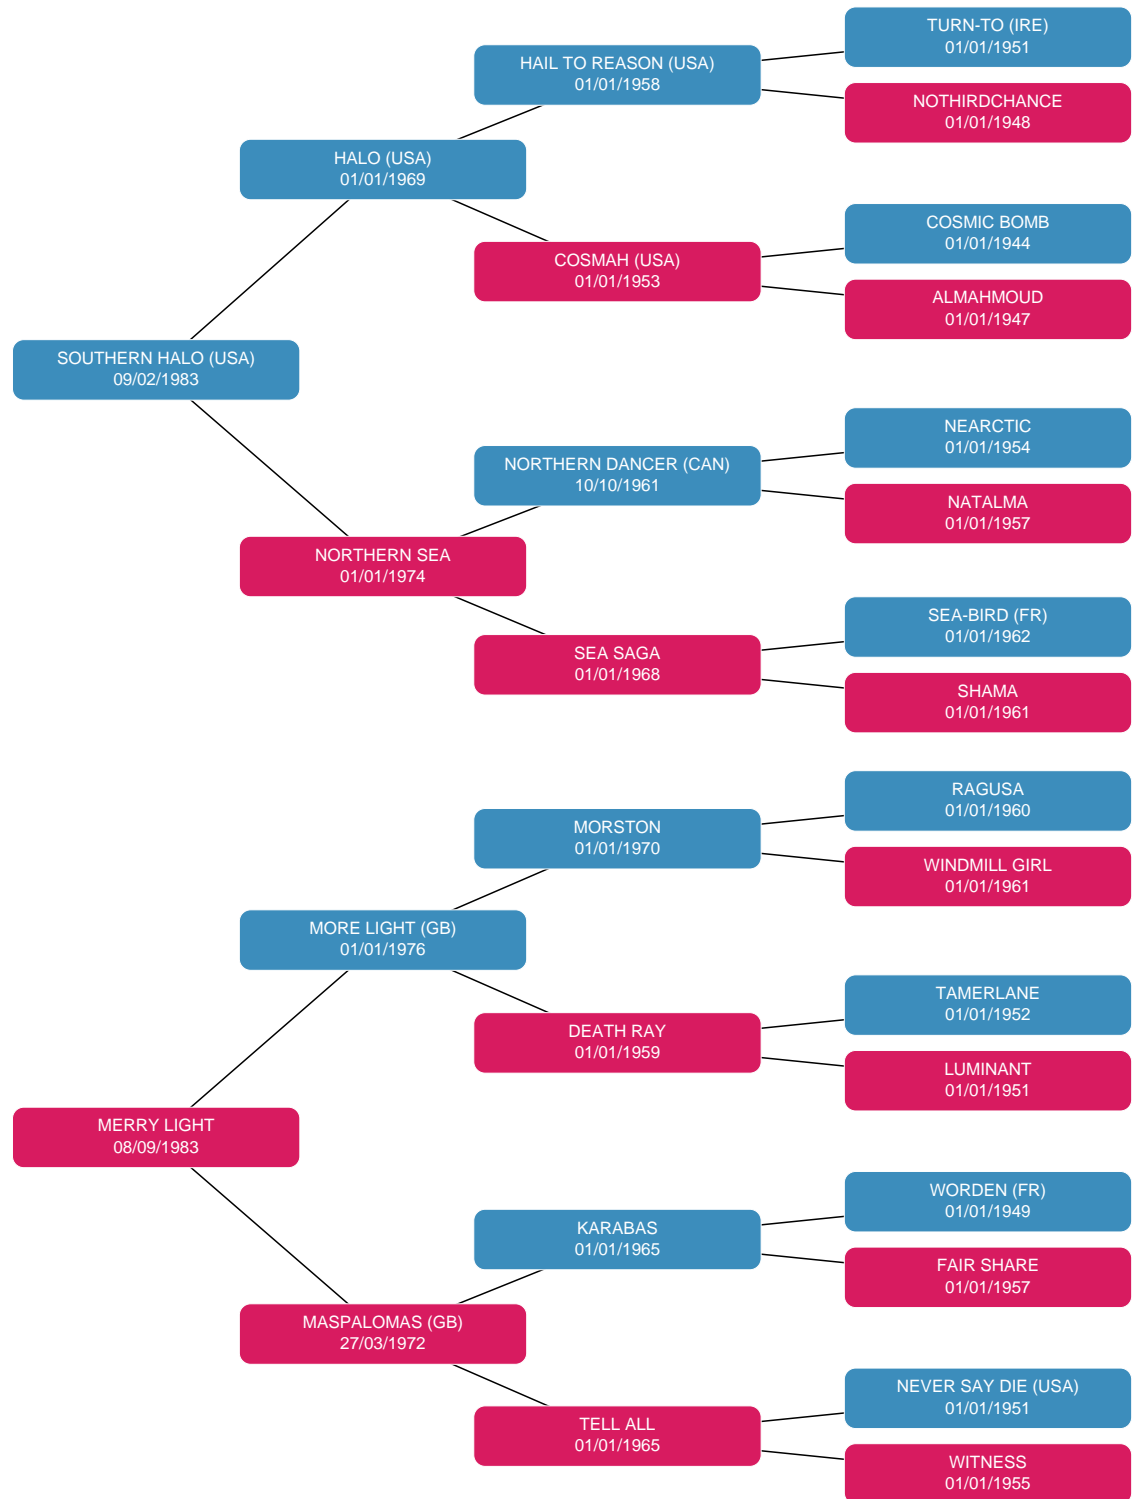 TURN-TO (IRE)
01/01/1951
HAIL TO REASON (USA)
01/01/1958
NOTHIRDCHANCE
01/01/1948
HALO (USA)
01/01/1969
COSMIC BOMB
01/01/1944
COSMAH (USA)
01/01/1953
ALMAHMOUD
01/01/1947
SOUTHERN HALO (USA)
09/02/1983
NEARCTIC
01/01/1954
NORTHERN DANCER (CAN)
10/10/1961
NATALMA
01/01/1957
NORTHERN SEA
01/01/1974
SEA-BIRD (FR)
01/01/1962
SEA SAGA
01/01/1968
SHAMA
01/01/1961
RAGUSA
01/01/1960
MORSTON
01/01/1970
WINDMILL GIRL
01/01/1961
MORE LIGHT (GB)
01/01/1976
TAMERLANE
01/01/1952
DEATH RAY
01/01/1959
LUMINANT
01/01/1951
MERRY LIGHT
08/09/1983
WORDEN (FR)
01/01/1949
KARABAS
01/01/1965
FAIR SHARE
01/01/1957
MASPALOMAS (GB)
27/03/1972
NEVER SAY DIE (USA)
01/01/1951
TELL ALL
01/01/1965
WITNESS
01/01/1955